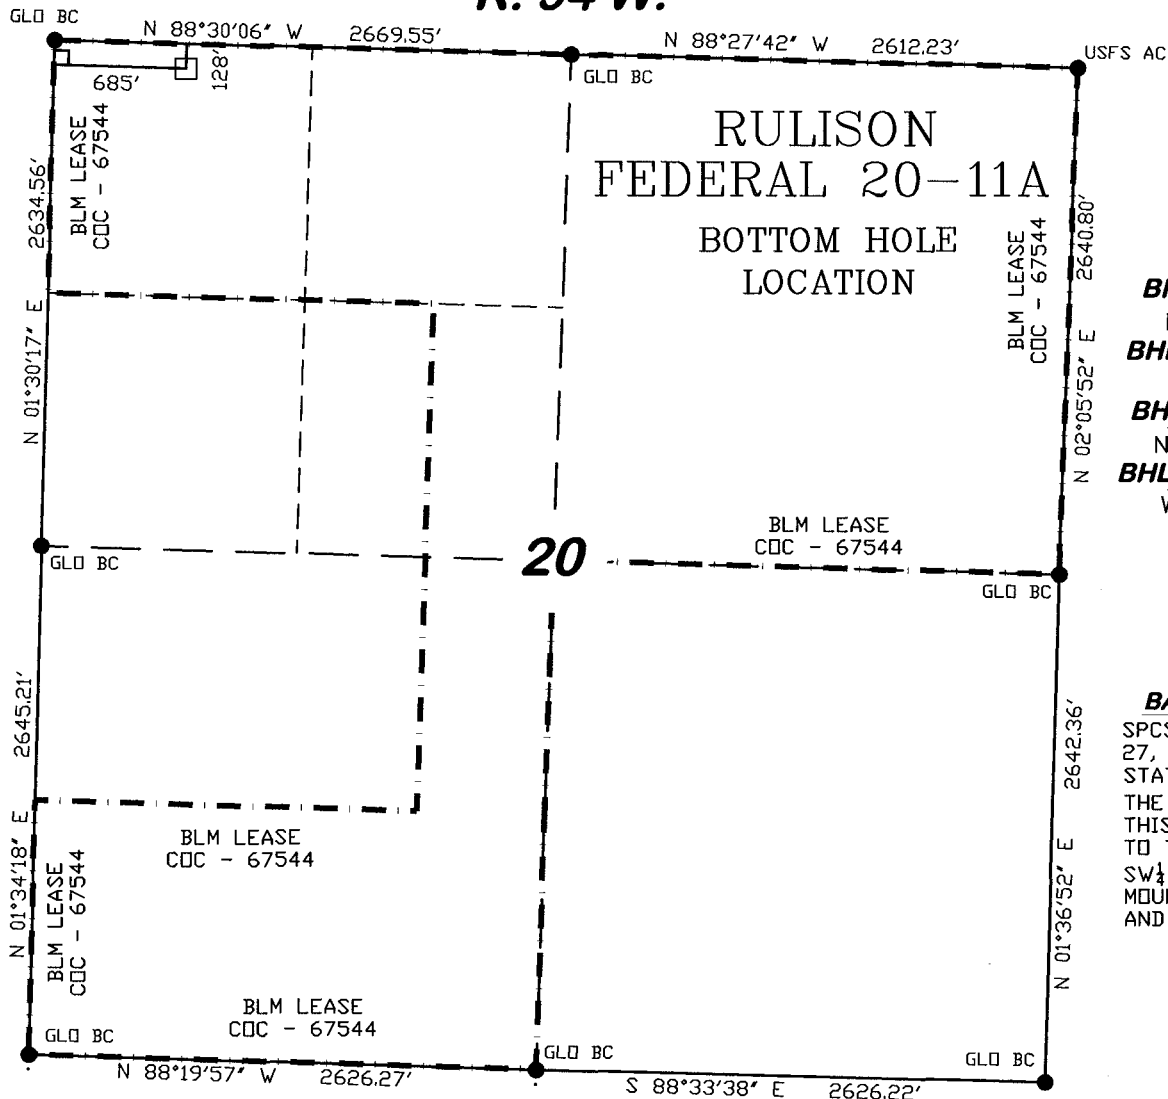 R. 94 W.
GLO BC
N 88°30'06" W 2669.55'
N 88°27'42" W 2612.23'
USFS AC
GLO BC
685'
128'
BLM LEASE
COC - 67544
2634.56'
N 01°30'17" E
RULISON
FEDERAL 20-11A
BOTTOM HOLE
LOCATION
BLM LEASE
COC - 67544
2640.80'
N 02°05'52" E
BLM LEASE
COC - 67544
20
GLO BC
GLO BC
2645.21'
N 01°34'18" E
BLM LEASE
COC - 67544
BLM LEASE
COC - 67544
BLM LEASE
COC - 67544
2642.36'
N 01°36'52" E
GLO BC
GLO BC
GLO BC
N 88°19'57" W 2626.27'
S 88°33'38" E 2626.22'
27,
THE
AND